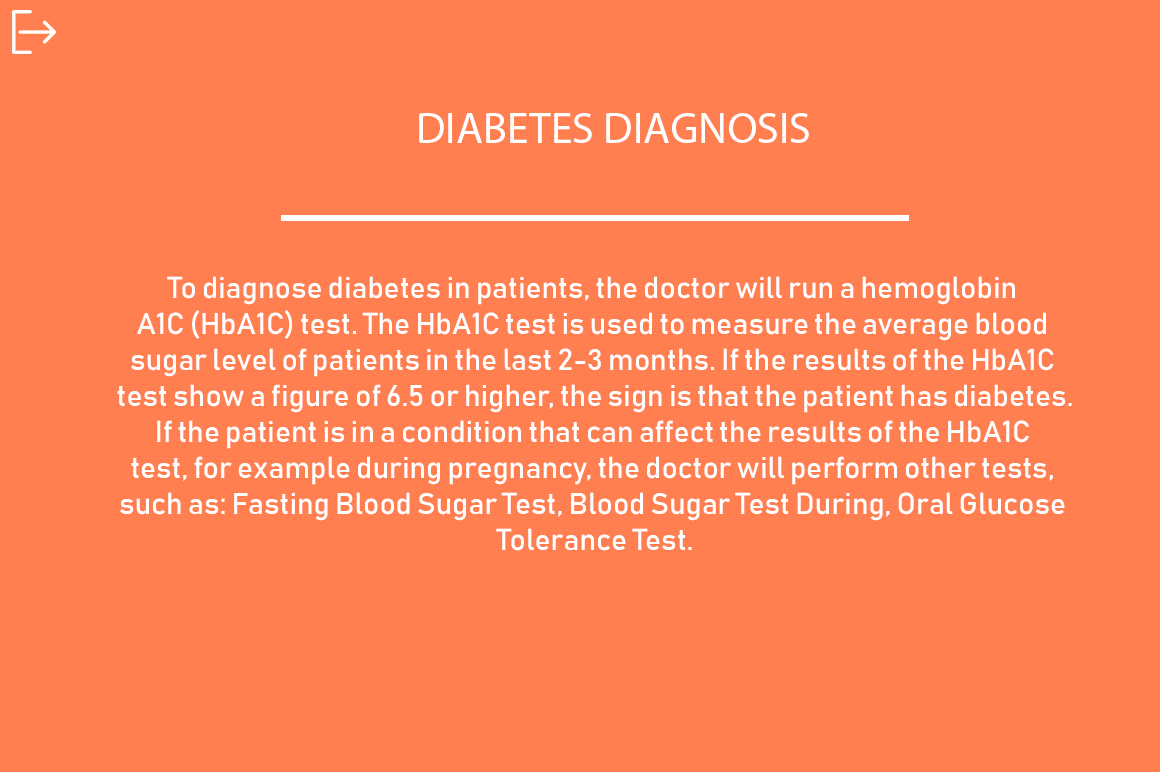 DIABETES DIAGNOSIS
To diagnose diabetes in patients, the doctor will run a hemoglobin
A1C (HbA1C) test. The HbA1C test is used to measure the average blood
sugar level of patients in the last 2-3 months. If the results of the HbA1C
test show a figure of 6.5 or higher, the sign is that the patient has diabetes.
If the patient is in a condition that can affect the results of the HbA1C
test, for example during pregnancy, the doctor will perform other tests,
such as: Fasting Blood Sugar Test, Blood Sugar Test During, Oral Glucose
Tolerance Test.